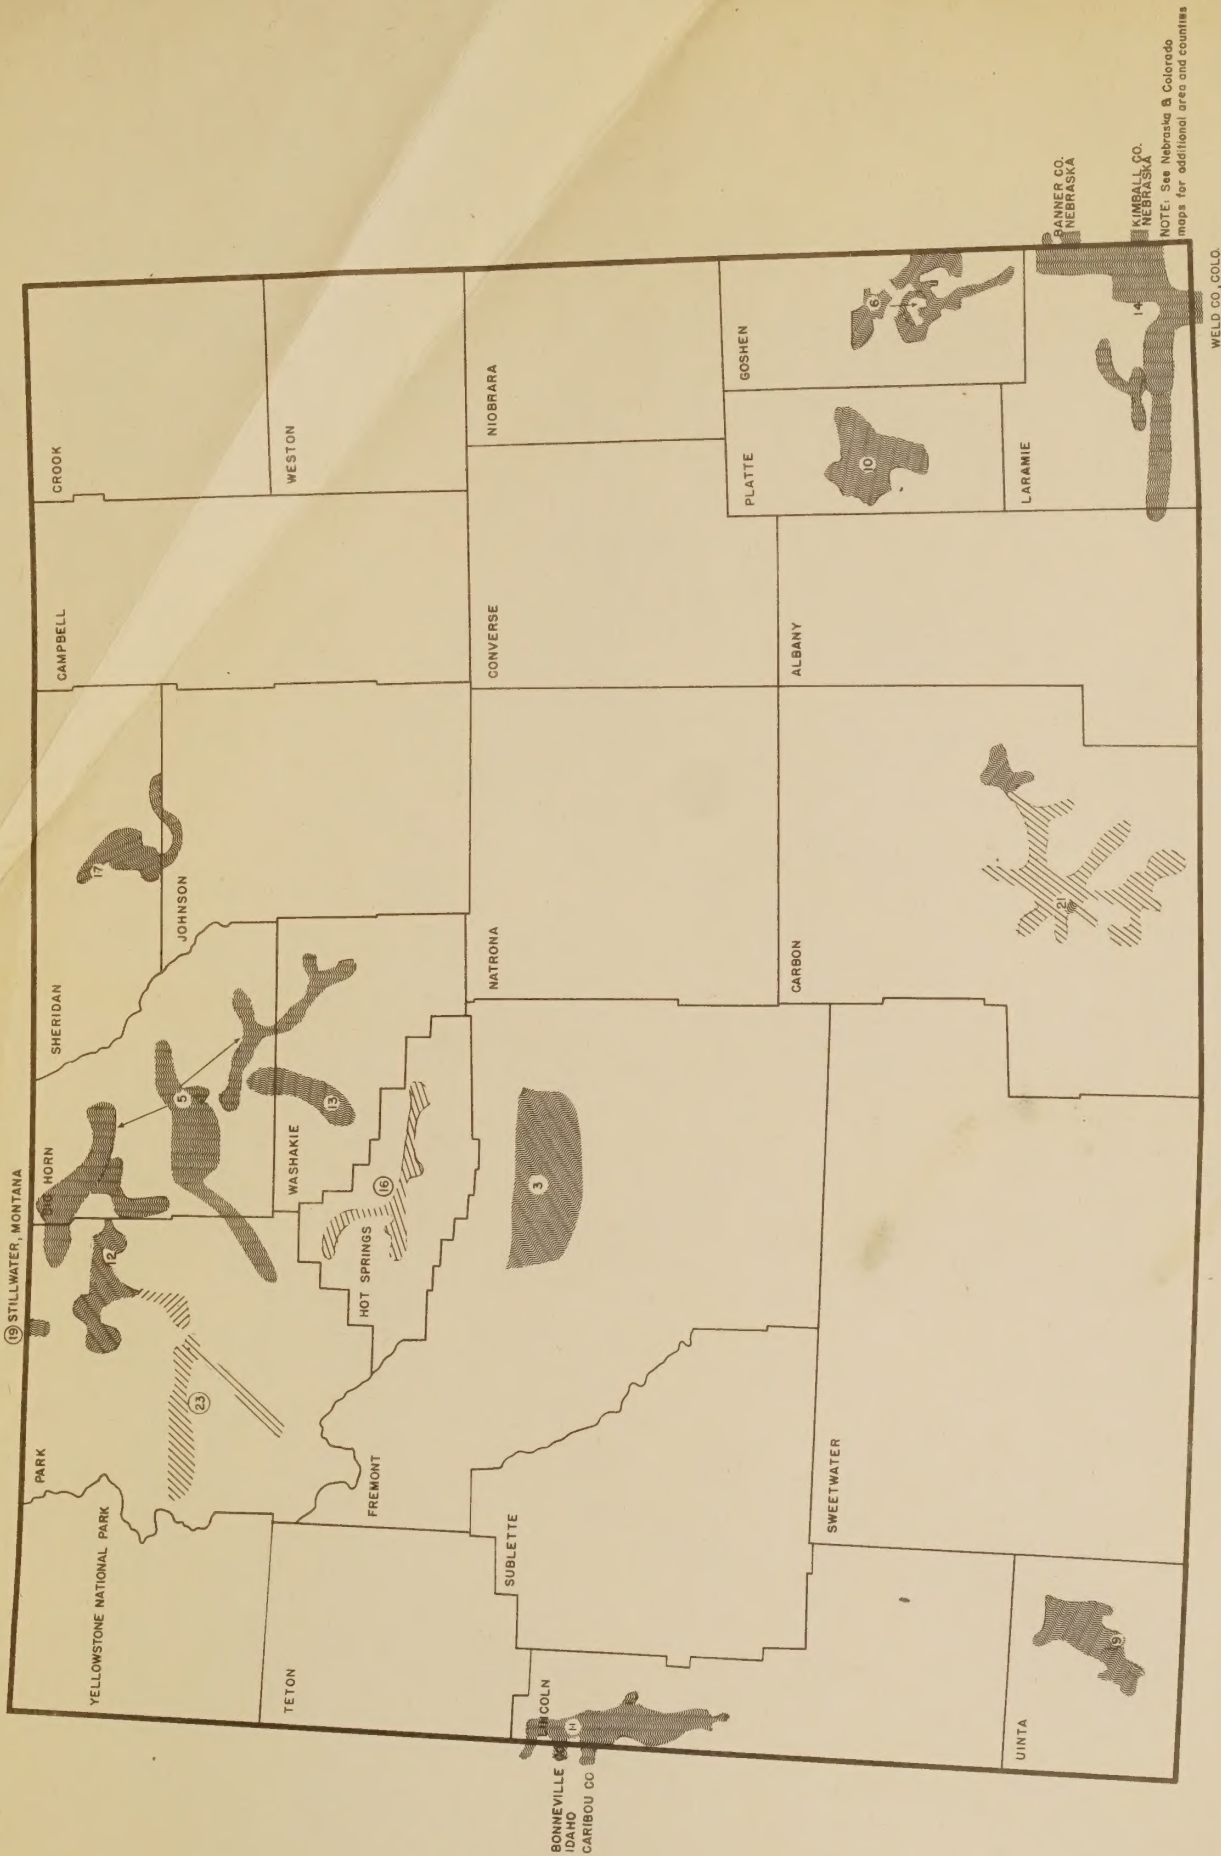 19 STILLWATER, MONTANA
YELLOWSTONE NATIONAL PARK
PARK
BIG HORN
SHERIDAN
CAMPBELL
CROOK
12
23
5
17
JOHNSON
WESTON
TETON
FREMONT
HOT SPRINGS
16
WASHAKIE
13
NATRONA
CONVERSE
NIOBRARA
SUBLETTE
3
LINCOLN
BONNEVILLE
IDAHO
CARIBOU CO
SWEETWATER
CARBON
21
ALBANY
PLATTE
10
GOSHEN
6
UINTA
9
LARAMIE
14
BANNER CO.
NEBRASKA
KIMBALL CO.
NEBRASKA
NOTE: See Nebraska & Colorado
maps for additional area and counties
WELD CO, COLO.